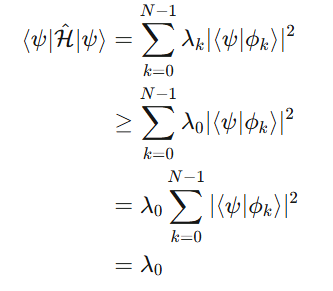 ⟨ψ|Ĥ|ψ⟩ = ∑_{k=0}^{N−1} λ_k|⟨ψ|ϕ_k⟩|²
≥ ∑_{k=0}^{N−1} λ_0|⟨ψ|ϕ_k⟩|²
= λ_0 ∑_{k=0}^{N−1} |⟨ψ|ϕ_k⟩|²
= λ_0